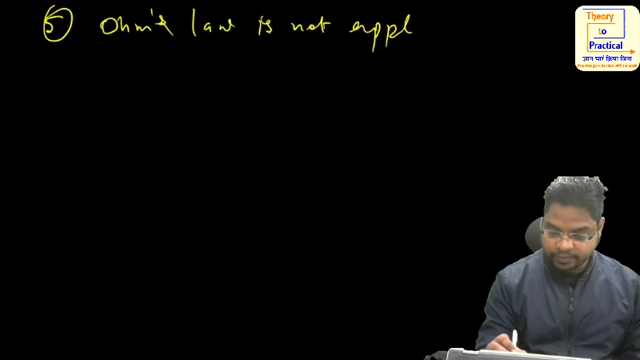 ⑤ Ohm's law is not appl
Theory
to
Practical
ज्ञानं भारं क्रिया बिना